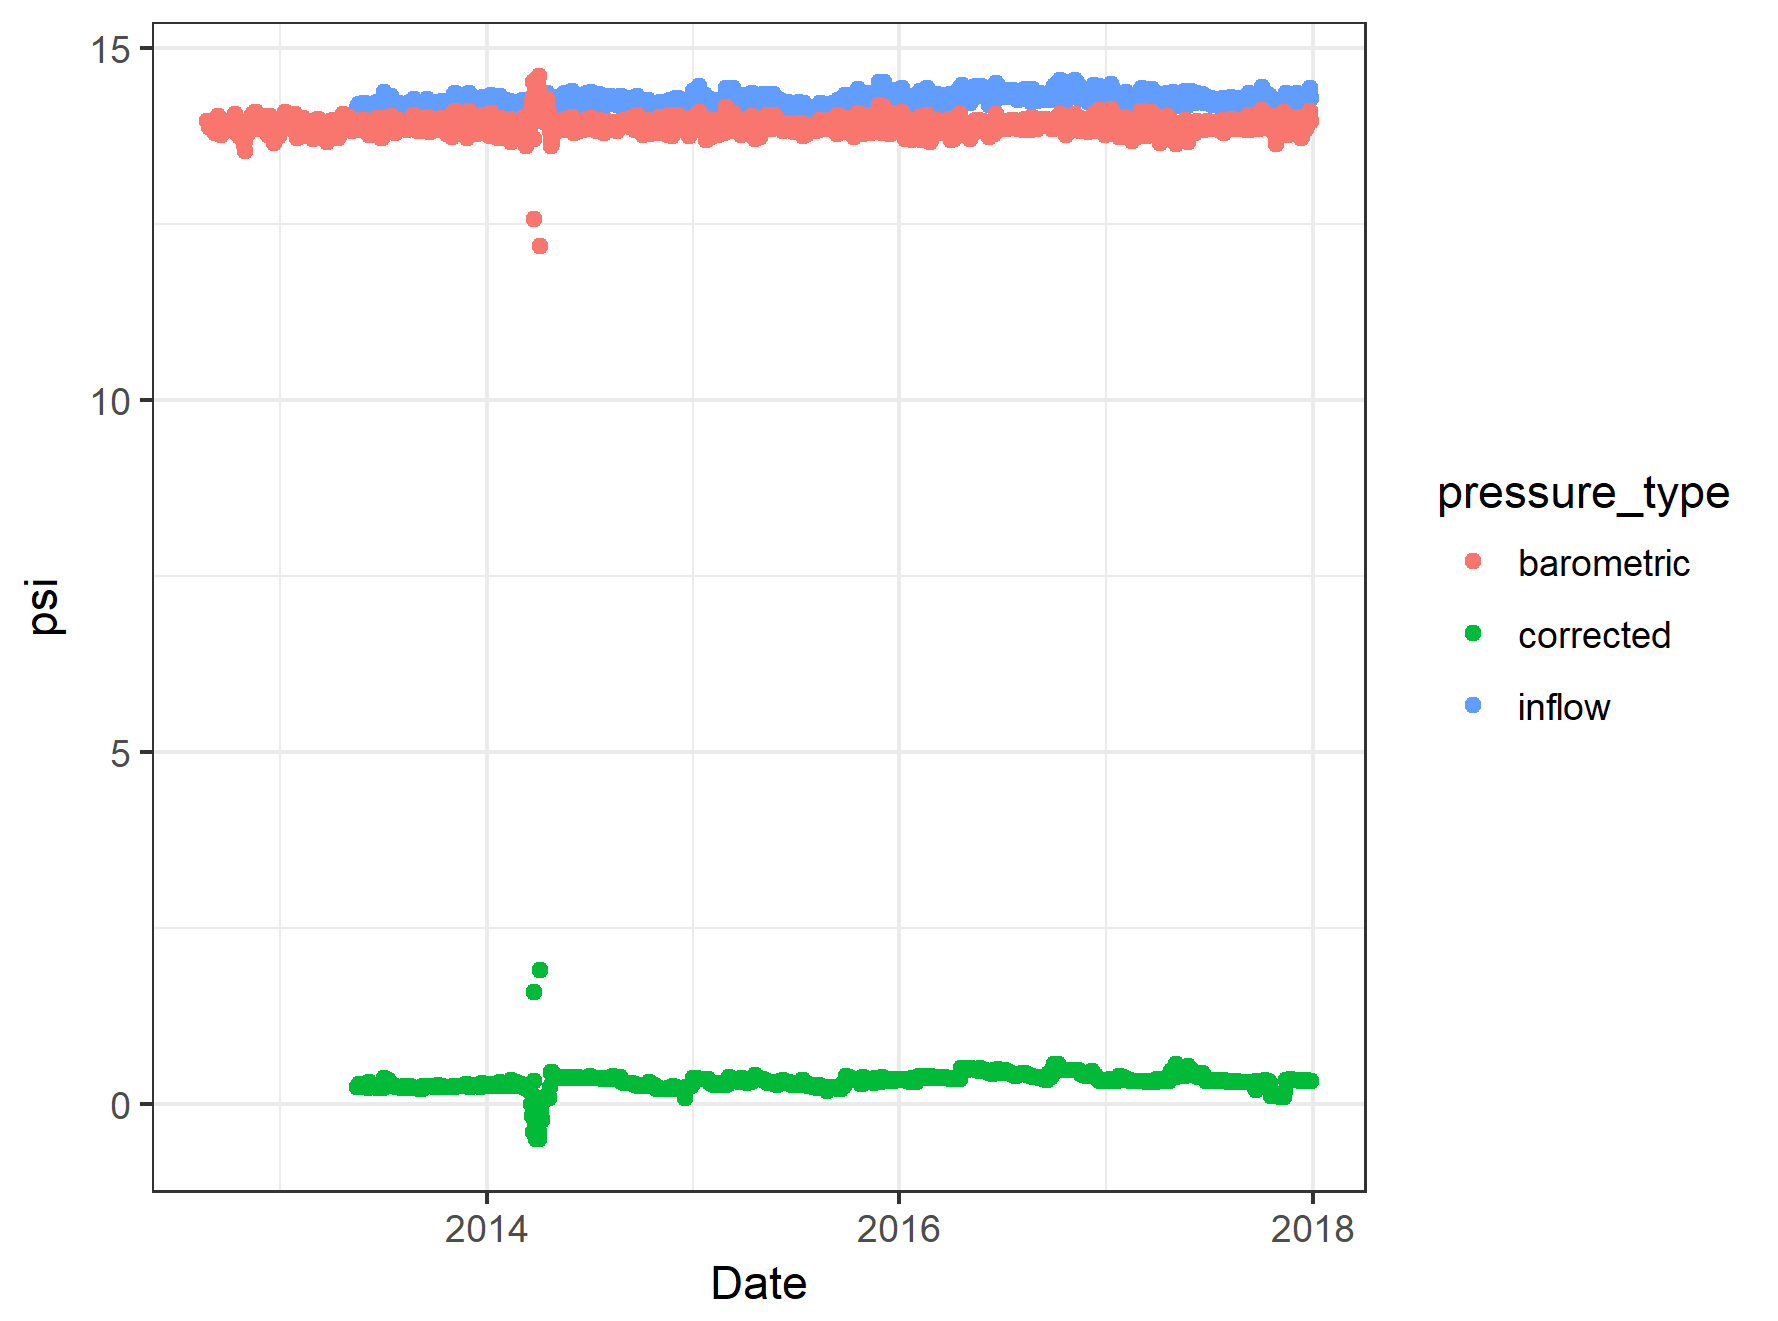 15
10
5
0
psi
2014
2016
2018
Date
pressure_type
barometric
corrected
inflow